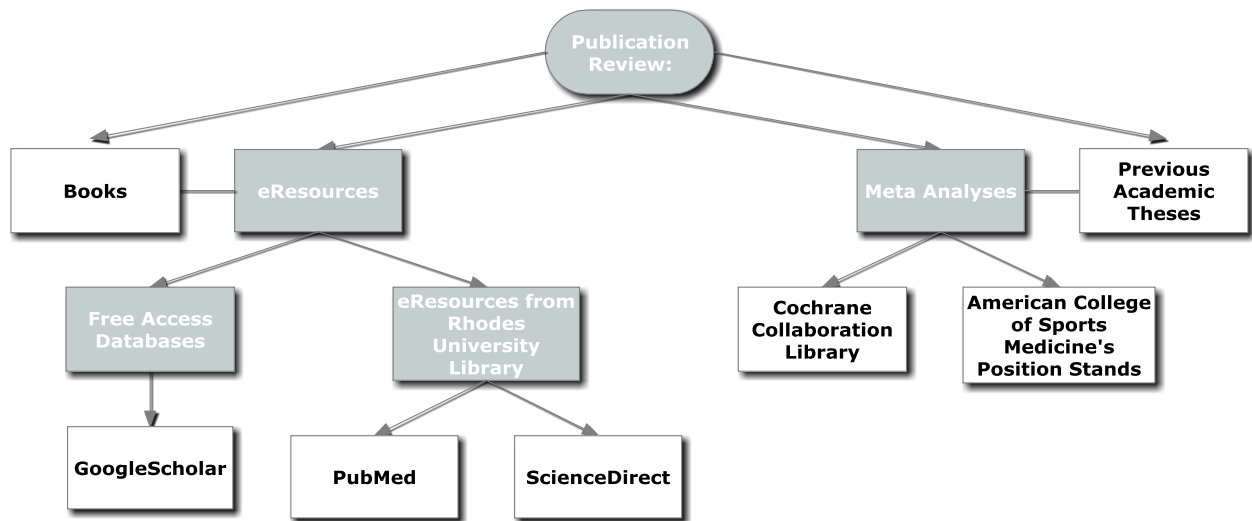 Publication
Review:
Books
eResources
Meta Analyses
Previous
Academic
Theses
Free Access
Databases
eResources from
Rhodes
University
Library
Cochrane
Collaboration
Library
American College
of Sports
Medicine's
Position Stands
GoogleScholar
PubMed
ScienceDirect